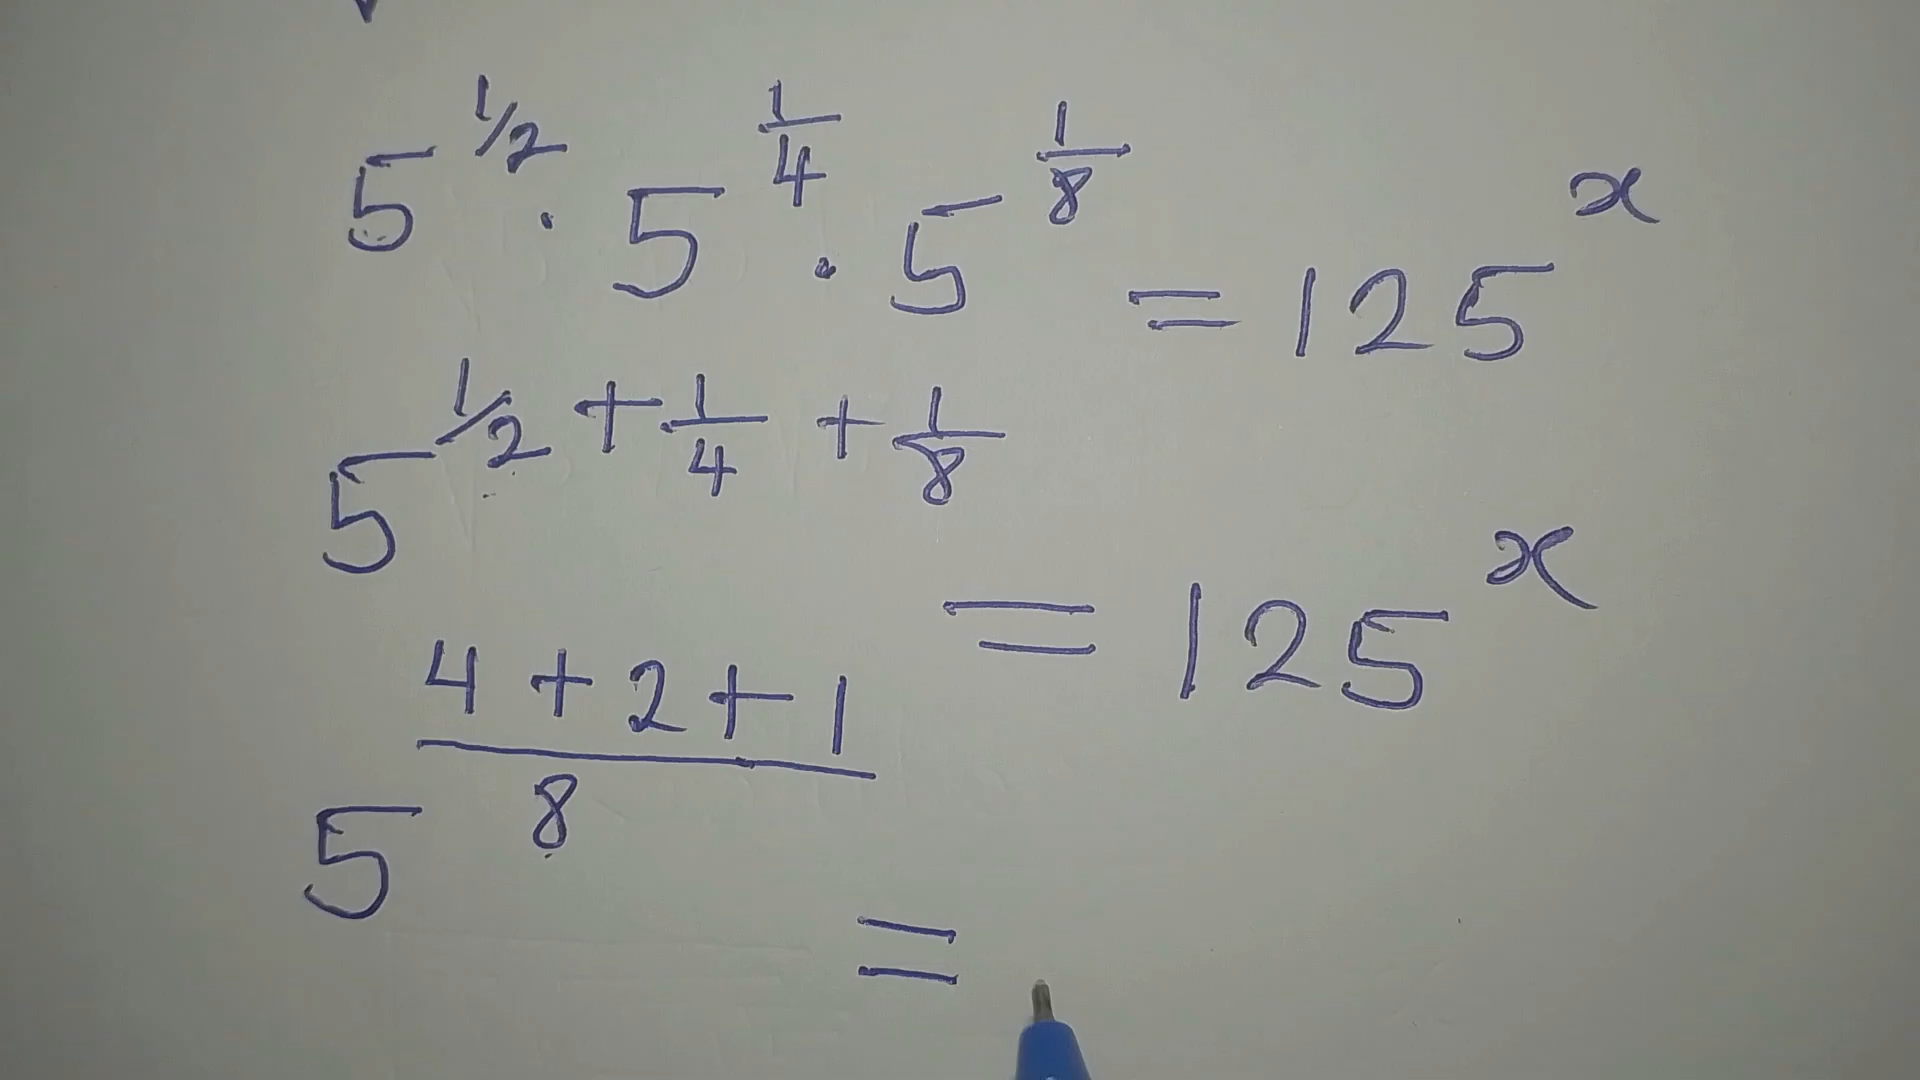 5^{1/2} · 5^{1/4} · 5^{1/8} = 125^x
5^{1/2 + 1/4 + 1/8} = 125^x
5^{(4 + 2 + 1)/8} =